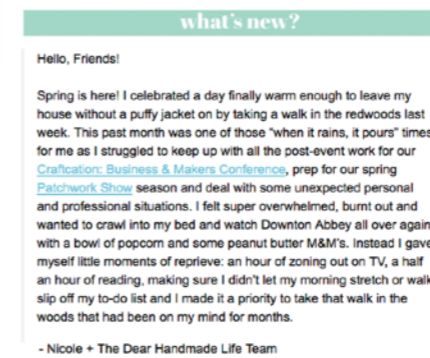 what's new?
Hello, Friends!
Spring is here! I celebrated a day finally warm enough to leave my
house without a puffy jacket on by taking a walk in the redwoods last
week. This past month was one of those "when it rains, it pours" times
for me as I struggled to keep up with all the post-event work for our
Craftcation: Business & Makers Conference, prep for our spring
Patchwork Show season and deal with some unexpected personal
and professional situations. I felt super overwhelmed, burnt out and
wanted to crawl into my bed and watch Downton Abbey all over again
with a bowl of popcorn and some peanut butter M&M's. Instead I gave
myself little moments of reprieve: an hour of zoning out on TV, a half
an hour of reading, making sure I didn't let my morning stretch or walk
slip off my to-do list and I made it a priority to take that walk in the
woods that had been on my mind for months.
- Nicole + The Dear Handmade Life Team